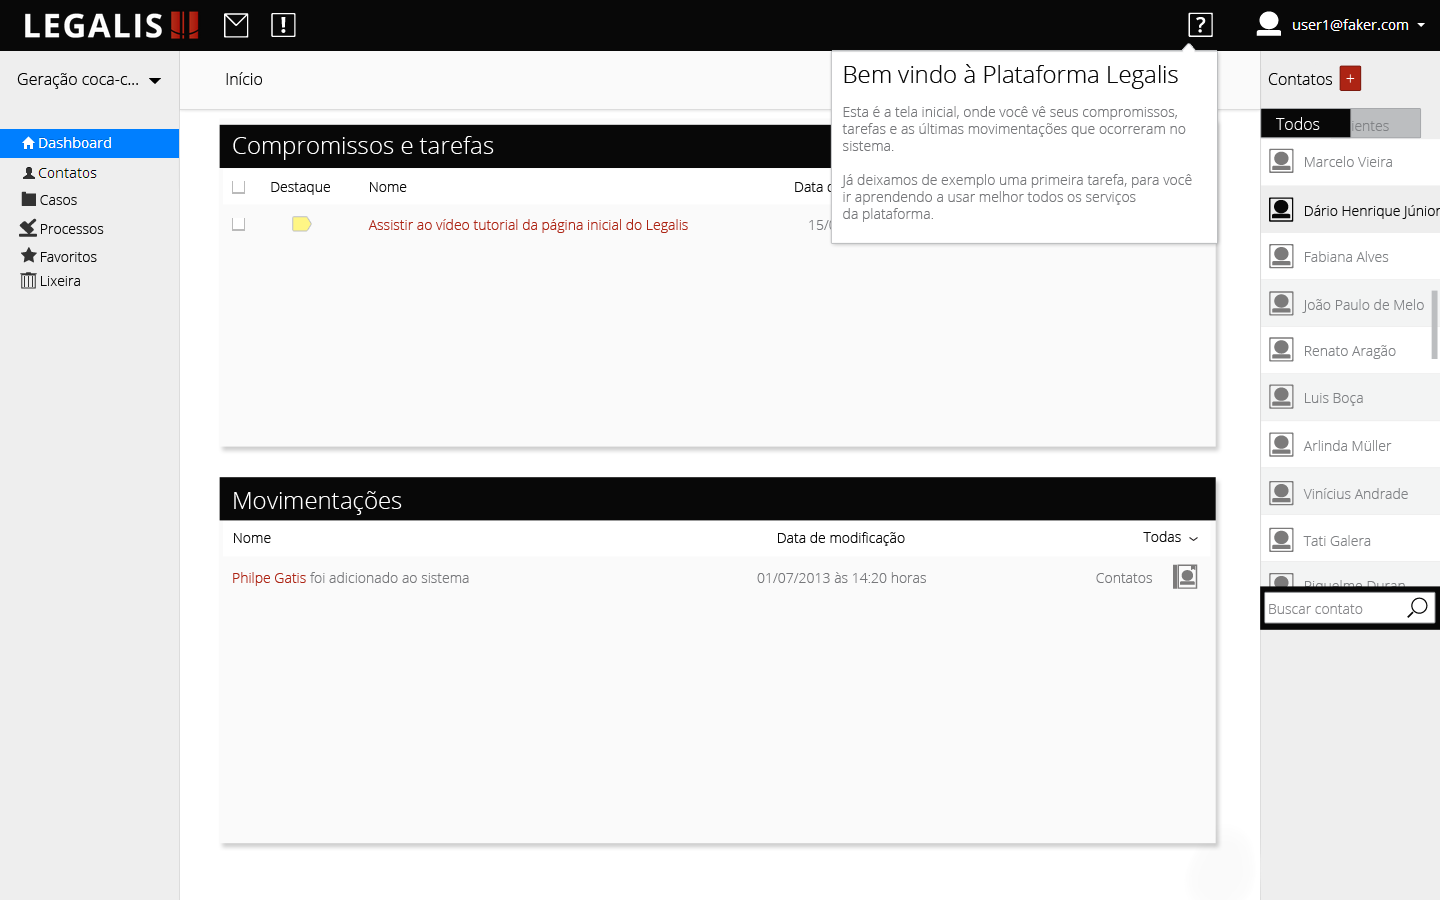 LEGALIS
user1@faker.com
Geração coca-c...
Início
Contatos +
Bem vindo à Plataforma Legalis
Esta é a tela inicial, onde você vê seus compromissos,
tarefas e as últimas movimentações que ocorreram no
sistema.
Já deixamos de exemplo uma primeira tarefa, para você
ir aprendendo a usar melhor todos os serviços
da plataforma.
Dashboard
Contatos
Casos
Processos
Favoritos
Lixeira
Compromissos e tarefas
Destaque Nome Data
Assistir ao vídeo tutorial da página inicial do Legalis 15/
Movimentações
Nome Data de modificação Todas
Philpe Gatis foi adicionado ao sistema 01/07/2013 às 14:20 horas Contatos
Todos ientes
Marcelo Vieira
Dário Henrique Júnior
Fabiana Alves
João Paulo de Melo
Renato Aragão
Luis Boça
Arlinda Müller
Vinícius Andrade
Tati Galera
Riquelme Duran
Buscar contato